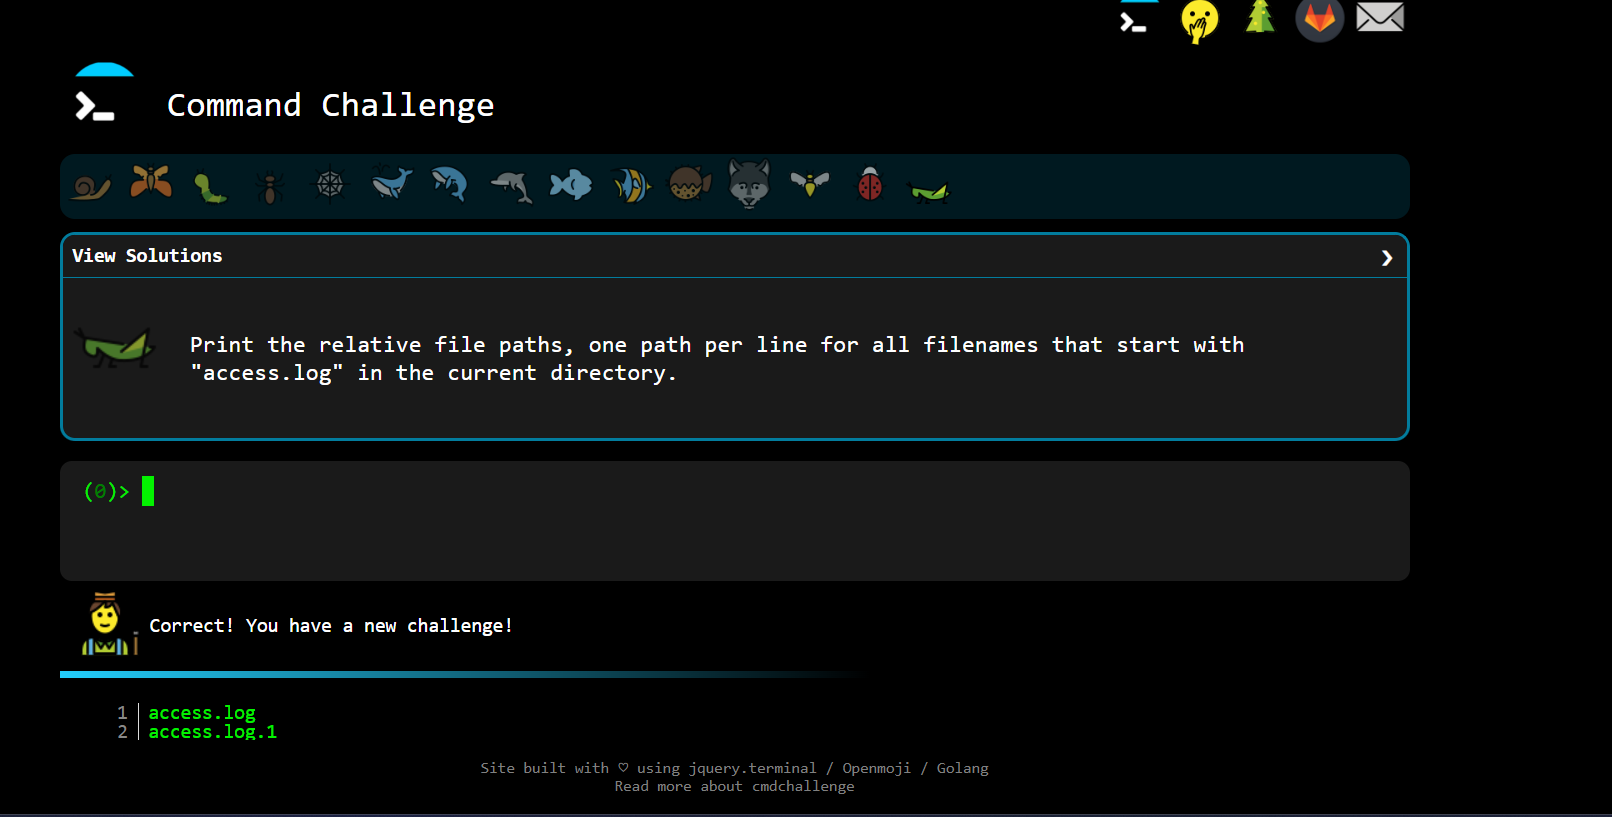 Command Challenge
View Solutions
Print the relative file paths, one path per line for all filenames that start with
"access.log" in the current directory.
(0)>
Correct! You have a new challenge!
1 access.log
2 access.log.1
Site built with ♡ using jquery.terminal / Openmoji / Golang
Read more about cmdchallenge